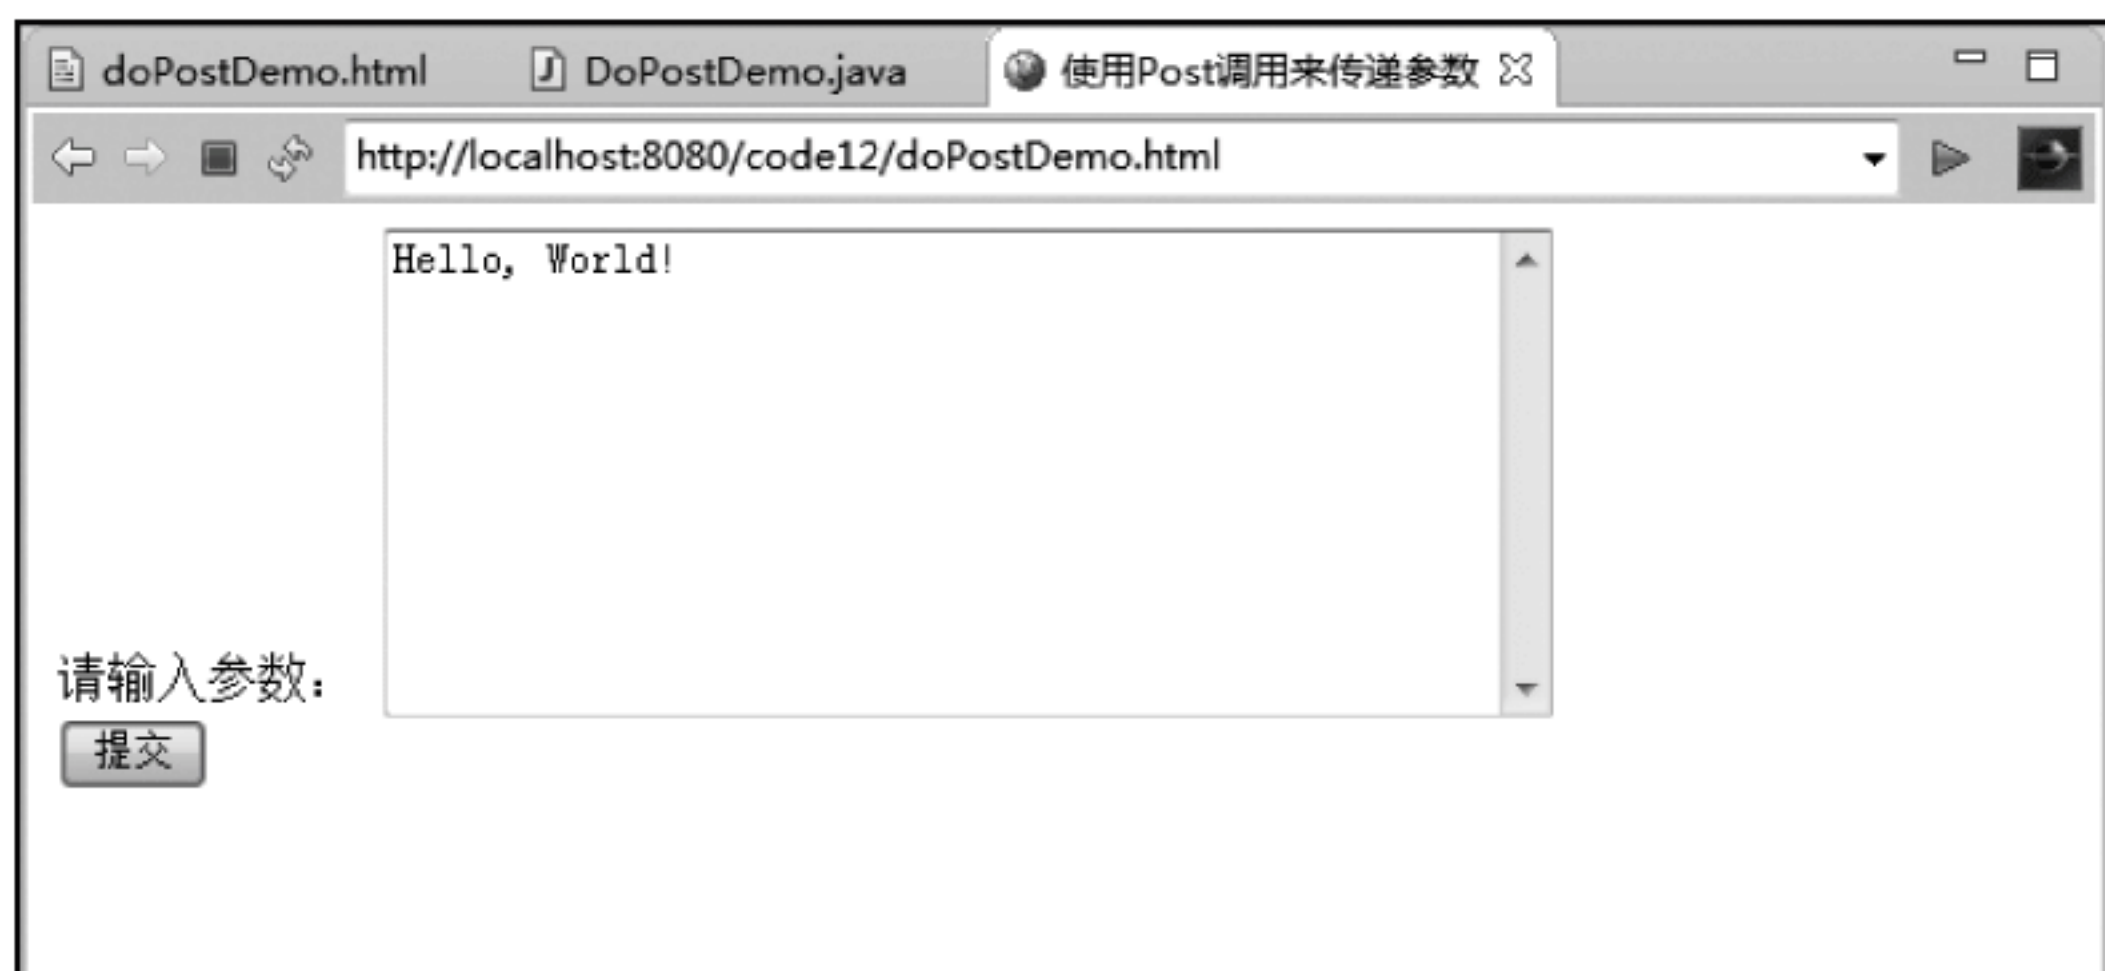 doPostDemo.html DoPostDemo.java 使用Post调用来传递参数
http://localhost:8080/code12/doPostDemo.html
Hello, World!
请输入参数：
提交